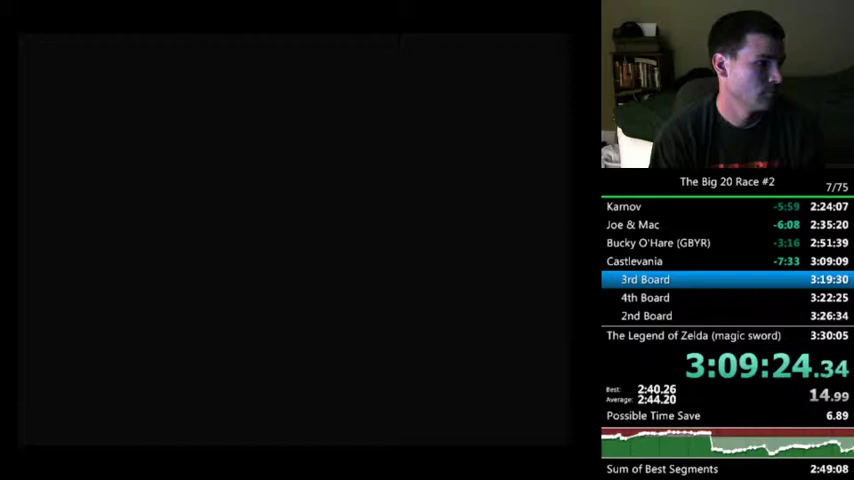 The Big 20 Race #2
7/75
Karnov -5:59 2:24:07
Joe & Mac -6:08 2:35:20
Bucky O'Hare (GBYR) -3:16 2:51:39
Castlevania -7:33 3:09:09
3rd Board 3:19:30
4th Board 3:22:25
2nd Board 3:26:34
The Legend of Zelda (magic sword) 3:30:05
3:09:24.34
Best: 2:40.26
Average: 2:44.20
14.99
Possible Time Save 6.89
Sum of Best Segments 2:49:08